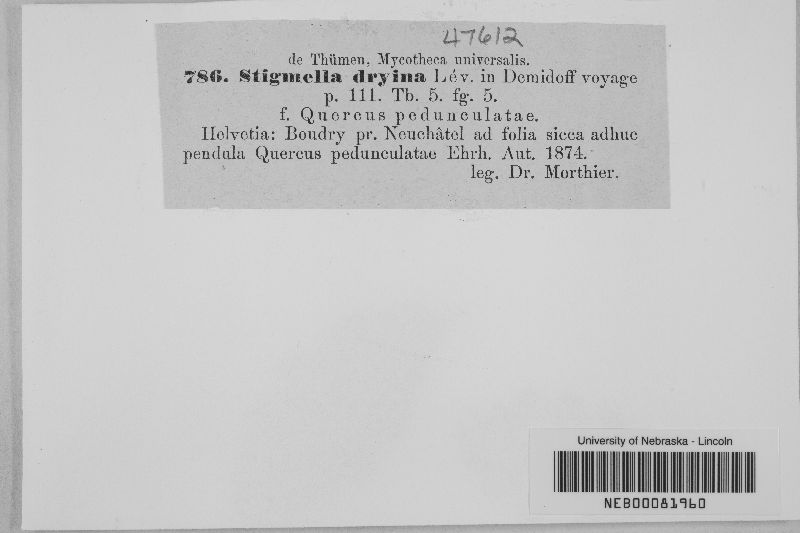 47612
de Thümen, Mycotheca universalis.
786. Stigmella dryina Lév. in Demidoff voyage
p. 111. Tb. 5. fg. 5.
f. Quercus pedunculatae.
Helvetia: Boudry pr. Neuchâtel ad folia sicca adhuc
pendula Quercus pedunculatae Ehrh. Aut. 1874.
leg. Dr. Morthier.
University of Nebraska - Lincoln
NEB00081960